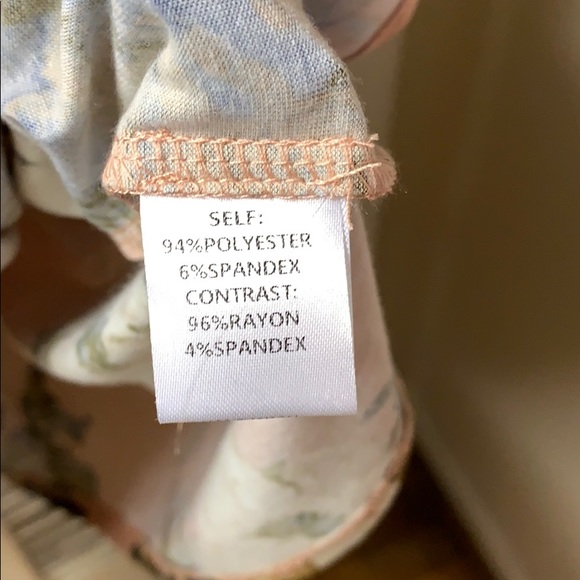 SELF:
94%POLYESTER
6%SPANDEX
CONTRAST:
96%RAYON
4%SPANDEX